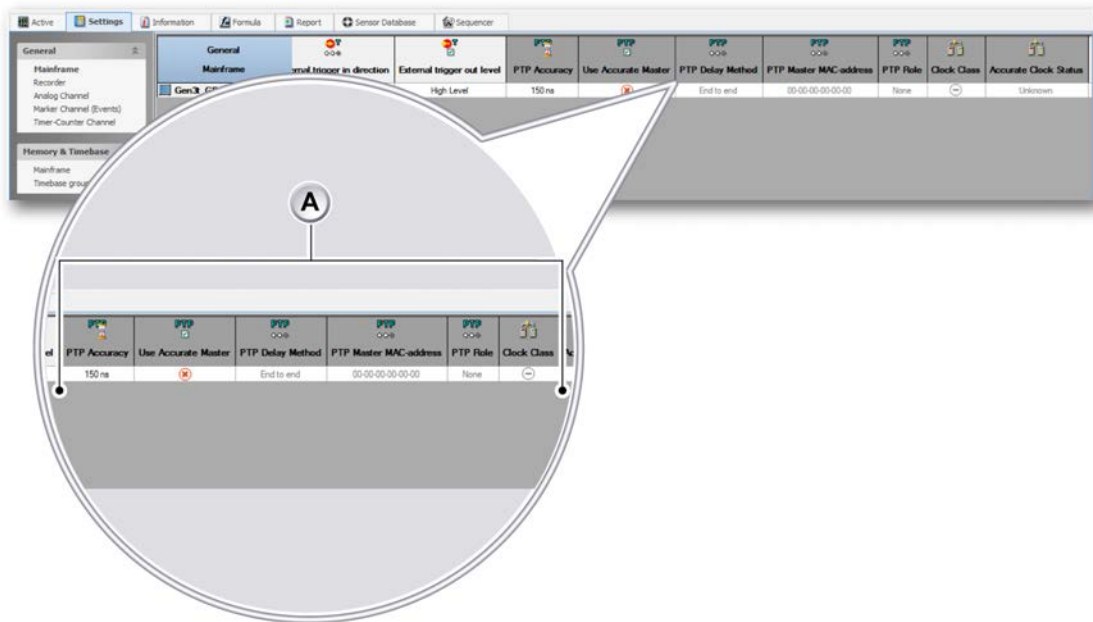 Active Settings Information Formula Report Sensor Database Sequencer
General
Mainframe
Recorder
Analog Channel
Marker Channel (Events)
Timer-Counter Channel
Memory & Timebase
Mainframe
General
Mainframe
trigger in direction External trigger out level PTP Accuracy Use Accurate Master PTP Delay Method PTP Master MAC-address PTP Role Clock Class Accurate Clock Status
High Level 150 ns End to end 00-00-00-00-00-00 None Unknown
A
PTP PTP PTP PTP
PTP Accuracy Use Accurate Master PTP Delay Method PTP Master MAC-address PTP Role Clock Class
150 ns End to end 00-00-00-00-00-00 None